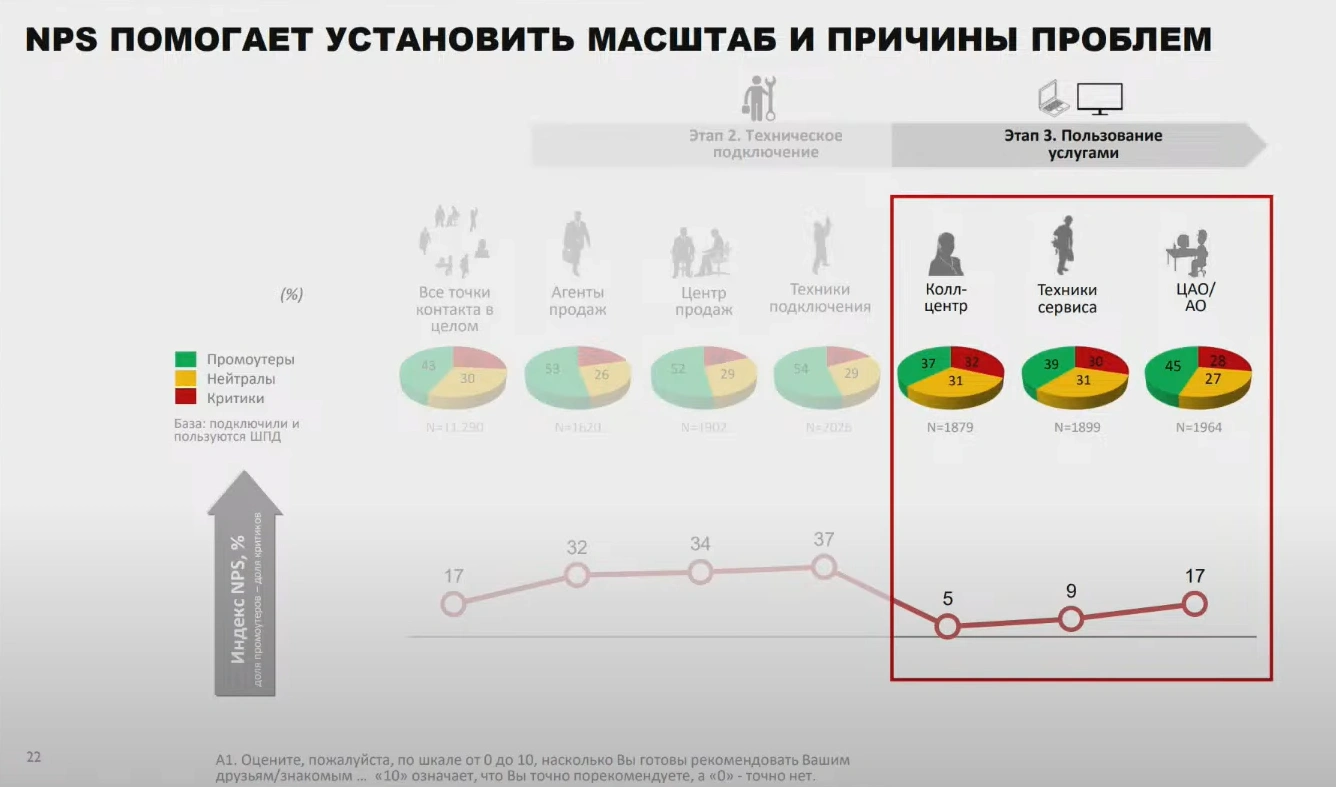 NPS ПОМОГАЕТ УСТАНОВИТЬ МАСШТАБ И ПРИЧИНЫ ПРОБЛЕМ
Этап 2. Техническое
подключение
Этап 3. Пользование
услугами
(%)
Все точки
контакта в
целом
Агенты
продаж
Центр
продаж
Техники
подключения
Колл-
центр
Техники
сервиса
ЦАО/
АО
Промоутеры
Нейтралы
Критики
База: подключили и
пользуются ШПД
43
30
53
26
52
29
54
29
37
32
31
39
30
31
45
28
27
N=11 290
N=1620
N=1902
N=2026
N=1879
N=1899
N=1964
Индекс NPS, %
доля промоутеров – доля критиков
17
32
34
37
5
9
17
22
А1. Оцените, пожалуйста, по шкале от 0 до 10, насколько Вы готовы рекомендовать Вашим
друзьям/знакомым ... «10» означает, что Вы точно порекомендуете, а «0» - точно нет.